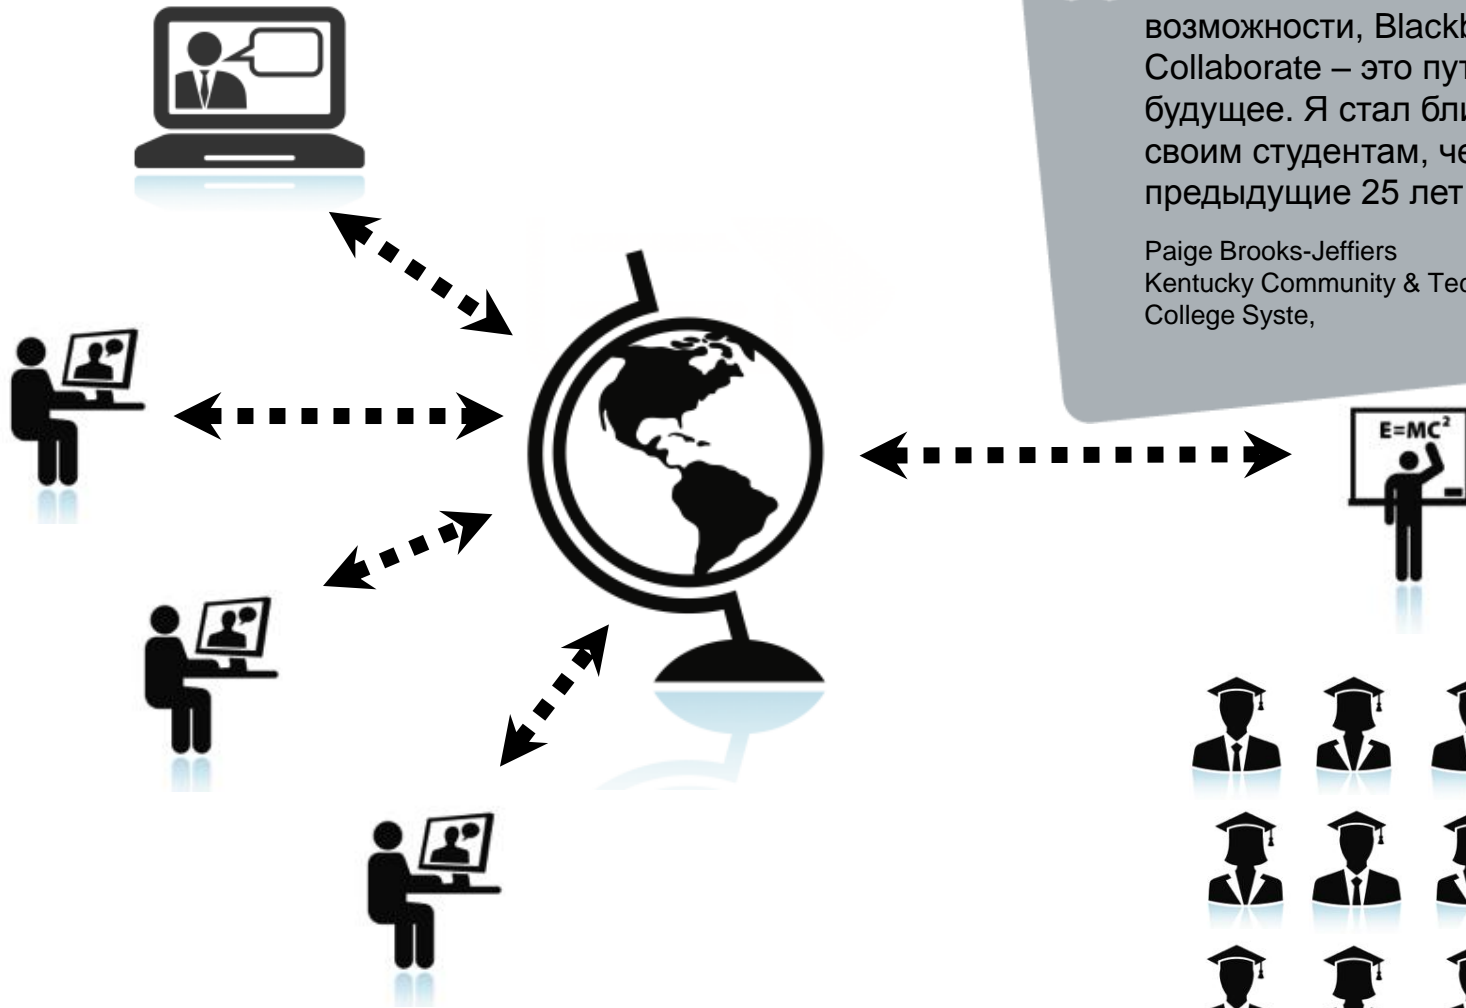 возможности, Blackb
Collaborate – это пут
будущее. Я стал бли
своим студентам, че
предыдущие 25 лет
Paige Brooks-Jeffiers
Kentucky Community & Tec
College Syste,
E=MC²